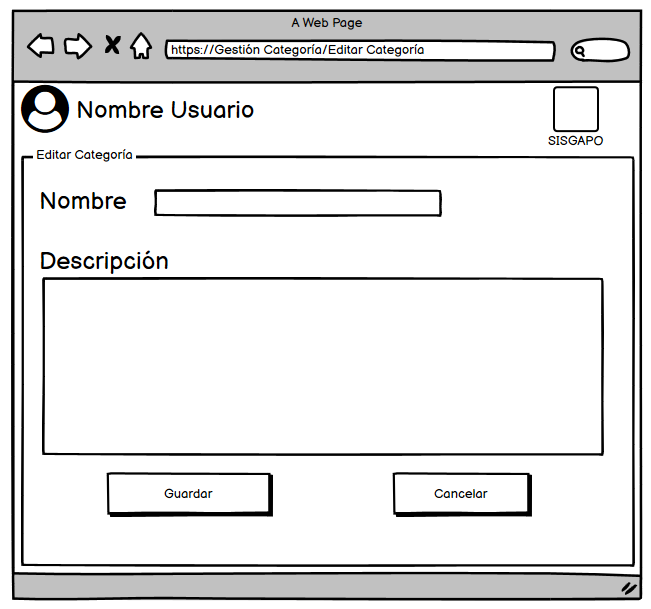 A Web Page
https://Gestión Categoría/Editar Categoría
Nombre Usuario
SISGAPO
Editar Categoría
Nombre
Descripción
Guardar
Cancelar